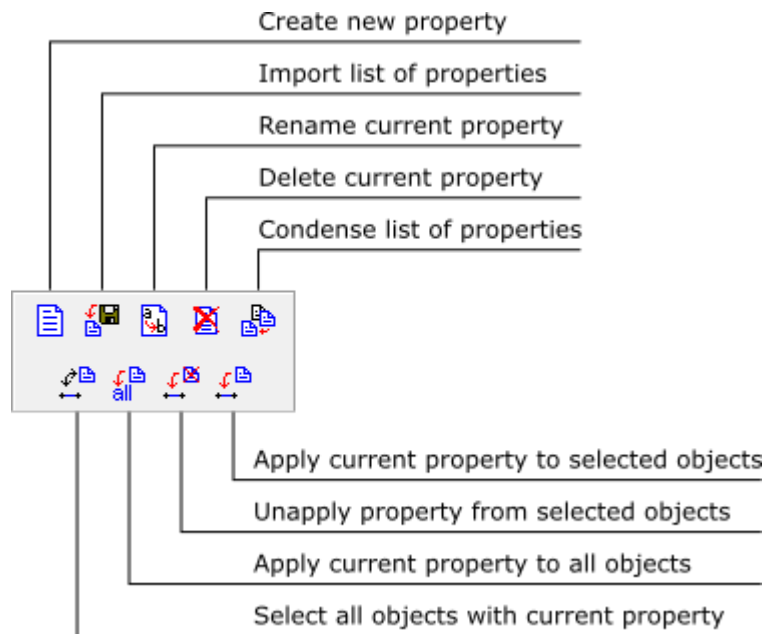 Create new property
Import list of properties
Rename current property
Delete current property
Condense list of properties
a
b
all
Apply current property to selected objects
Unapply property from selected objects
Apply current property to all objects
Select all objects with current property